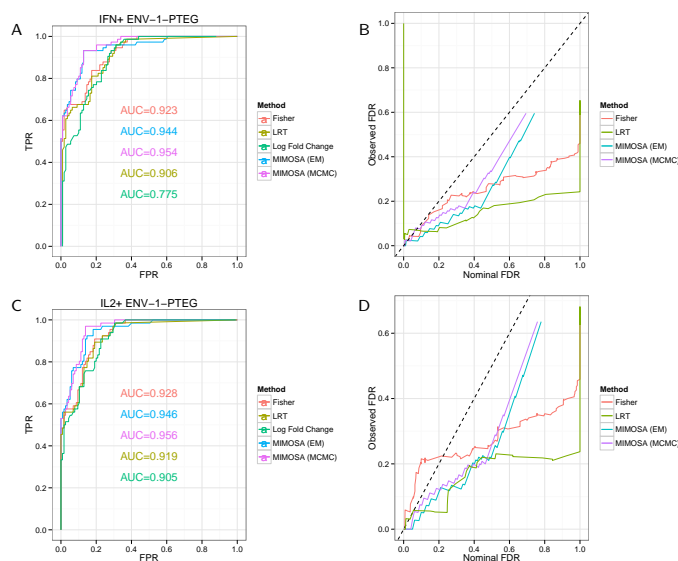 A
IFN+ ENV−1−PTEG
1.0
0.8
0.6
0.4
0.2
0.0
TPR
AUC=0.923
AUC=0.944
AUC=0.954
AUC=0.906
AUC=0.775
0.0 0.2 0.4 0.6 0.8 1.0
FPR
Method
Fisher
LRT
Log Fold Change
MIMOSA (EM)
MIMOSA (MCMC)
B
1.0
0.8
0.6
0.4
0.2
0.0
Observed FDR
0.0 0.2 0.4 0.6 0.8 1.0
Nominal FDR
Method
Fisher
LRT
MIMOSA (EM)
MIMOSA (MCMC)
C
IL2+ ENV−1−PTEG
1.0
0.8
0.6
0.4
0.2
0.0
TPR
AUC=0.928
AUC=0.946
AUC=0.956
AUC=0.919
AUC=0.905
0.0 0.2 0.4 0.6 0.8 1.0
FPR
Method
Fisher
LRT
Log Fold Change
MIMOSA (EM)
MIMOSA (MCMC)
D
0.6
0.4
0.2
0.0
Observed FDR
0.0 0.2 0.4 0.6 0.8 1.0
Nominal FDR
Method
Fisher
LRT
MIMOSA (EM)
MIMOSA (MCMC)